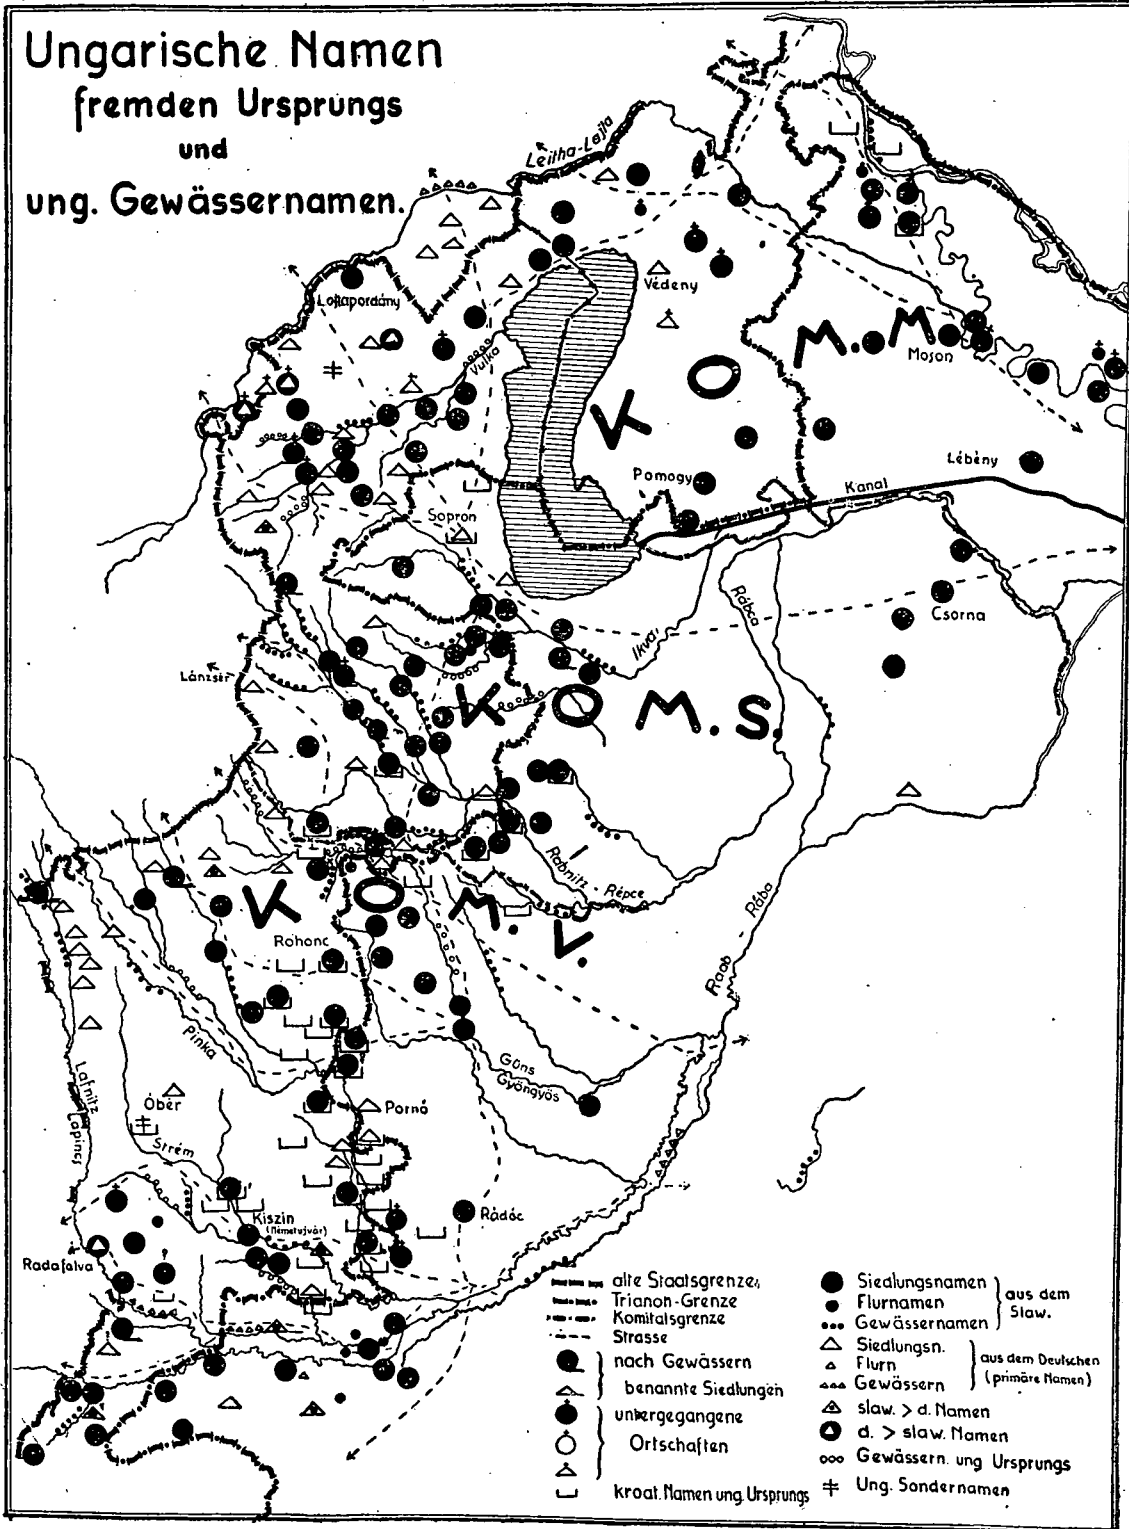 Ungarische Namen
fremden Ursprungs
und
ung. Gewässernamen.
Leitha-Lajta
Lajtapordány
Védeny
Vulka
K O M. M
Moson
Pomogy
Lébény
Kanal
Sopron
Rábca
Ikva
Csorna
Lánzsér
K O M. S.
Rabnitz - Répce
Rába
Raab
K O M. V.
Rohonc
Pinka
Lafnitz
Lapincs
Güns
Gyöngyös
Óbér
Pornó
Strém
Kiszin
(Németujvár)
Rádóc
Radafalva
alte Staatsgrenze
Trianon-Grenze
Komitatsgrenze
Strasse
nach Gewässern
benannte Siedlungen
untergegangene
Ortschaften
kroat. Namen ung. Ursprungs
Siedlungsnamen
Flurnamen
Gewässernamen
aus dem
Slaw.
Siedlungsn.
Flurn
Gewässern
aus dem Deutschen
(primäre Namen)
slaw. > d. Namen
d. > slaw. Namen
Gewässern. ung Ursprungs
Ung. Sondernamen